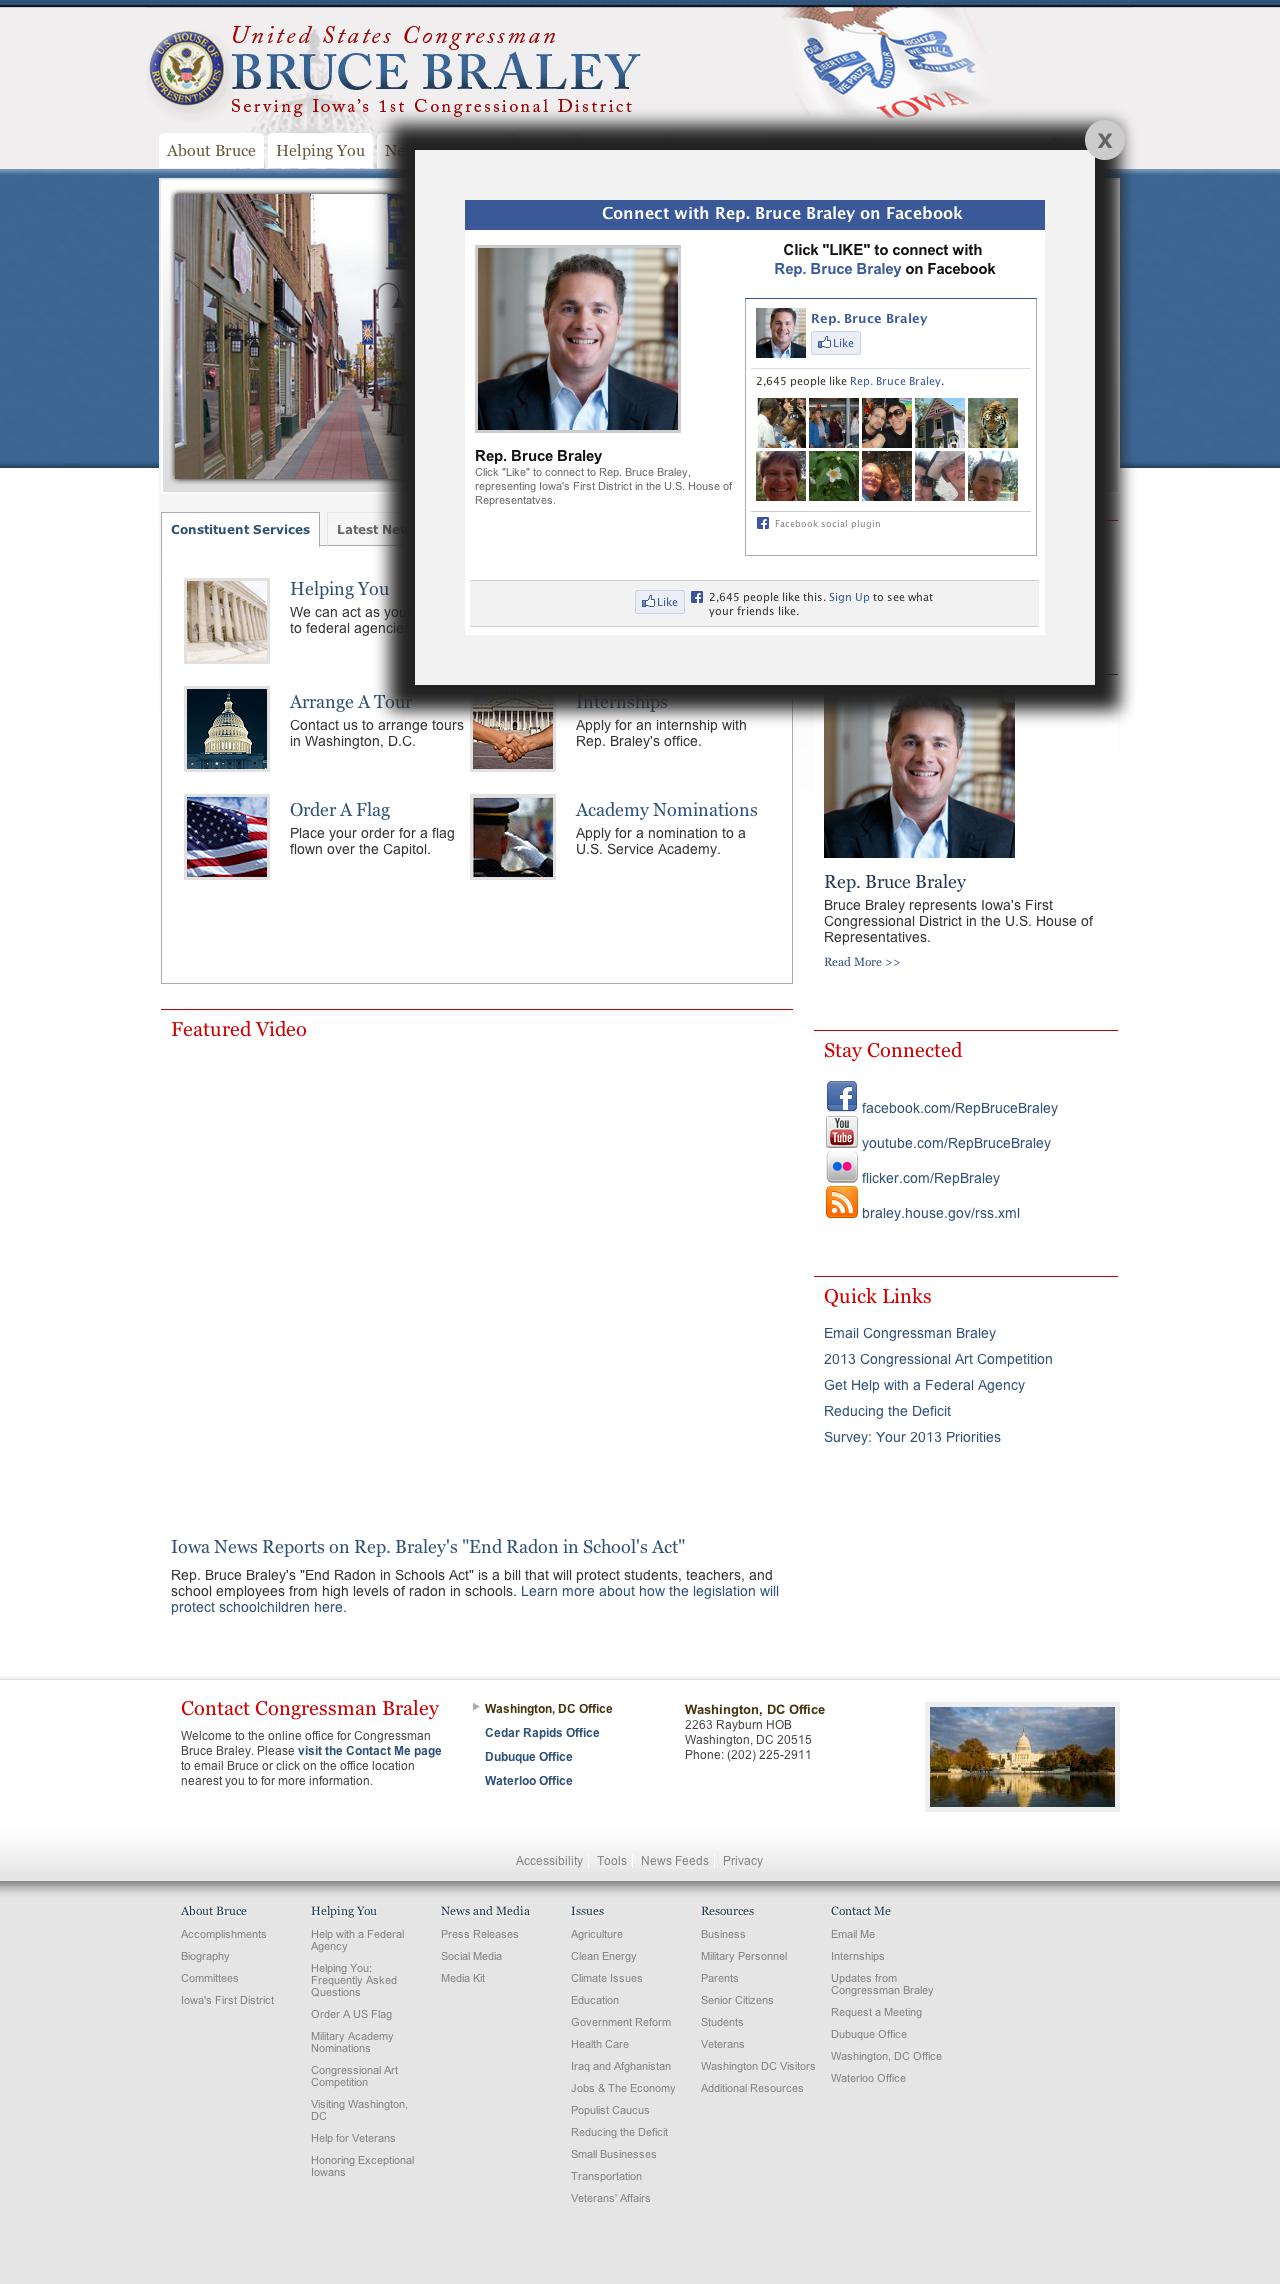 United States Congressman
BRUCE BRALEY
Serving Iowa's 1st Congressional District
U.S. HOUSE OF REPRESENTATIVES
OUR LIBERTIES WE PRIZE AND OUR RIGHTS WE WILL MAINTAIN
IOWA
About Bruce
Helping You
X
Connect with Rep. Bruce Braley on Facebook
Click "LIKE" to connect with
Rep. Bruce Braley on Facebook
Rep. Bruce Braley
Like
2,645 people like Rep. Bruce Braley.
Rep. Bruce Braley
Click "Like" to connect to Rep. Bruce Braley,
representing Iowa's First District in the U.S. House of
Representatves.
Facebook social plugin
Like
2,645 people like this. Sign Up to see what
your friends like.
Constituent Services
Latest
Helping You
We can act as you
to federal agencie
Arrange A Tour
Contact us to arrange tours
in Washington, D.C.
Internships
Apply for an internship with
Rep. Braley's office.
Order A Flag
Place your order for a flag
flown over the Capitol.
Academy Nominations
Apply for a nomination to a
U.S. Service Academy.
Rep. Bruce Braley
Bruce Braley represents Iowa's First
Congressional District in the U.S. House of
Representatives.
Read More >>
Featured Video
Stay Connected
facebook.com/RepBruceBraley
You Tube
youtube.com/RepBruceBraley
flicker.com/RepBraley
braley.house.gov/rss.xml
Quick Links
Email Congressman Braley
2013 Congressional Art Competition
Get Help with a Federal Agency
Reducing the Deficit
Survey: Your 2013 Priorities
Iowa News Reports on Rep. Braley's "End Radon in School's Act"
Rep. Bruce Braley's "End Radon in Schools Act" is a bill that will protect students, teachers, and
school employees from high levels of radon in schools. Learn more about how the legislation will
protect schoolchildren here.
Contact Congressman Braley
Welcome to the online office for Congressman
Bruce Braley. Please visit the Contact Me page
to email Bruce or click on the office location
nearest you to for more information.
Washington, DC Office
Cedar Rapids Office
Dubuque Office
Waterloo Office
Washington, DC Office
2263 Rayburn HOB
Washington, DC 20515
Phone: (202) 225-2911
Accessibility
Tools
News Feeds
Privacy
About Bruce
Accomplishments
Biography
Committees
Iowa's First District
Helping You
Help with a Federal
Agency
Helping You:
Frequently Asked
Questions
Order A US Flag
Military Academy
Nominations
Congressional Art
Competition
Visiting Washington,
DC
Help for Veterans
Honoring Exceptional
Iowans
News and Media
Press Releases
Social Media
Media Kit
Issues
Agriculture
Clean Energy
Climate Issues
Education
Government Reform
Health Care
Iraq and Afghanistan
Jobs & The Economy
Populist Caucus
Reducing the Deficit
Small Businesses
Transportation
Veterans' Affairs
Resources
Business
Military Personnel
Parents
Senior Citizens
Students
Veterans
Washington DC Visitors
Additional Resources
Contact Me
Email Me
Internships
Updates from
Congressman Braley
Request a Meeting
Dubuque Office
Washington, DC Office
Waterloo Office